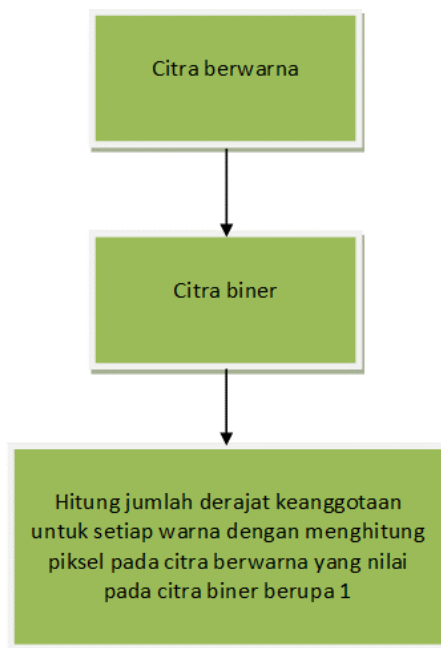 Citra berwarna
Citra biner
Hitung jumlah derajat keanggotaan
untuk setiap warna dengan menghitung
piksel pada citra berwarna yang nilai
pada citra biner berupa 1